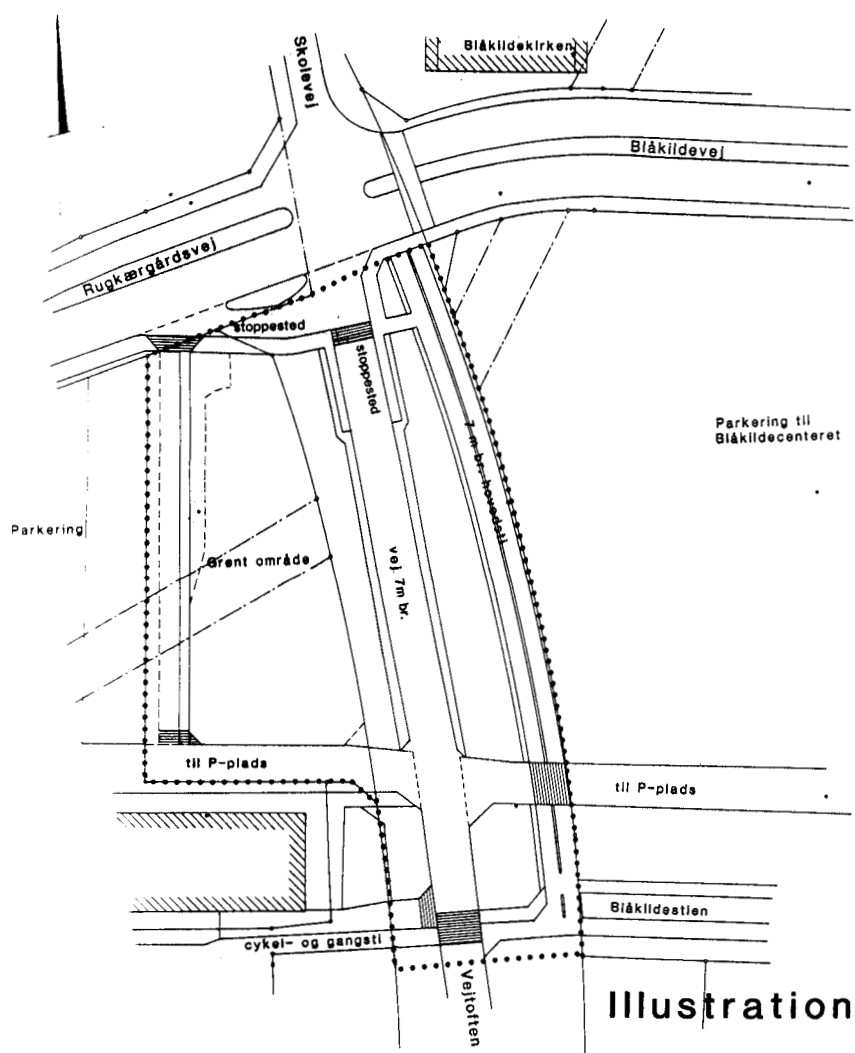 Skolevej
Blåkildekirken
Blåkildevej
Rugkærgårdsvej
stoppested
stoppested
Parkering til
Blåkildecenteret
7 m br. hovedsti
Parkering
Grønt område
vej 7m br.
til P-plads
til P-plads
Blåkildestien
cykel- og gangsti
Vejtoften
Illustration